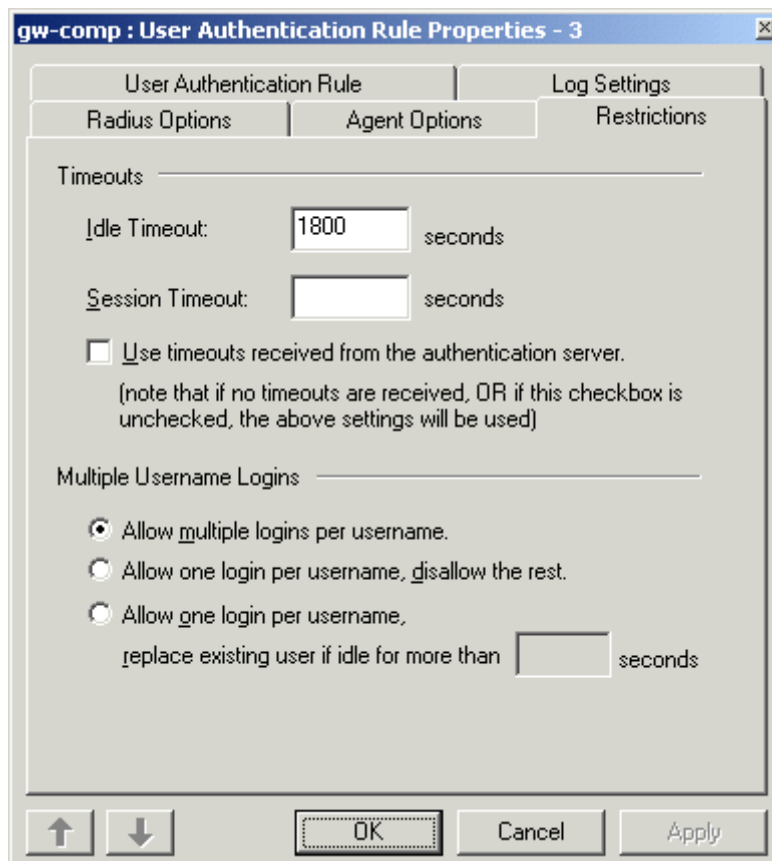 gw-comp : User Authentication Rule Properties - 3
User Authentication Rule Log Settings
Radius Options Agent Options Restrictions
Timeouts
Idle Timeout: 1800 seconds
Session Timeout: seconds
Use timeouts received from the authentication server.
(note that if no timeouts are received, OR if this checkbox is
unchecked, the above settings will be used)
Multiple Username Logins
Allow multiple logins per username.
Allow one login per username, disallow the rest.
Allow one login per username,
replace existing user if idle for more than seconds
OK Cancel Apply